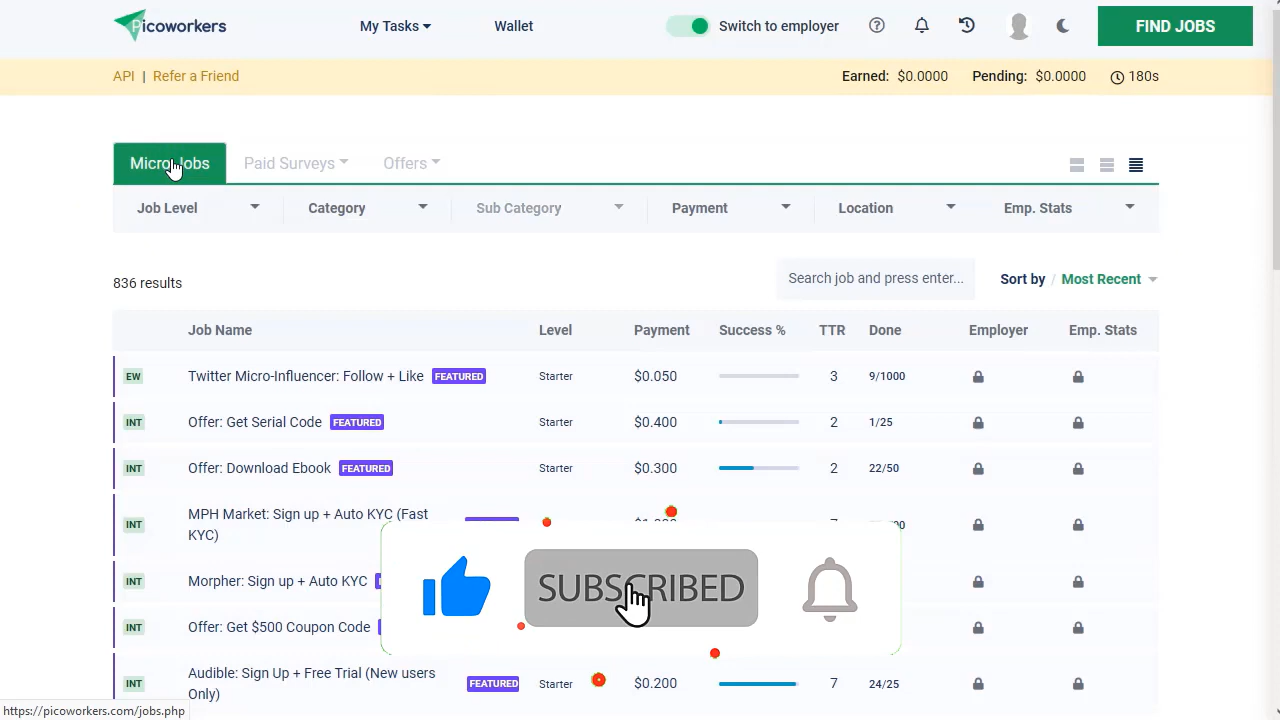 Picoworkers My Tasks Wallet Switch to employer FIND JOBS
API | Refer a Friend Earned: $0.0000 Pending: $0.0000 180s
Micro Jobs Paid Surveys Offers
Job Level Category Sub Category Payment Location Emp. Stats
836 results Search job and press enter... Sort by / Most Recent
Job Name Level Payment Success % TTR Done Employer Emp. Stats
EW Twitter Micro-Influencer: Follow + Like FEATURED Starter $0.050 3 9/1000
INT Offer: Get Serial Code FEATURED Starter $0.400 2 1/25
INT Offer: Download Ebook FEATURED Starter $0.300 2 22/50
MPH Market: Sign up + Auto KYC (Fast
INT
KYC)
INT Morpher: Sign up + Auto KYC
INT Offer: Get $500 Coupon Code
SUBSCRIBED
Audible: Sign Up + Free Trial (New users
INT FEATURED Starter $0.200 7 24/25
Only)
https://picoworkers.com/jobs.php